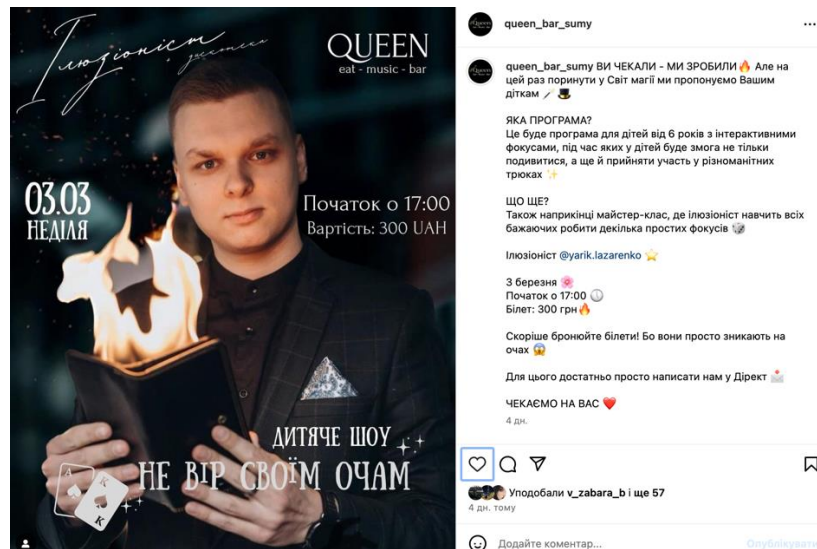 Ілюзіоніст
дискотека
QUEEN
eat - music - bar
03.03
НЕДІЛЯ
Початок о 17:00
Вартість: 300 UAH
ДИТЯЧЕ ШОУ
НЕ ВІР СВОЇМ ОЧАМ
A
K
K
queen_bar_sumy
queen_bar_sumy ВИ ЧЕКАЛИ - МИ ЗРОБИЛИ🔥 Але на
цей раз поринути у Світ магії ми пропонуємо Вашим
діткам 🪄 🎩
ЯКА ПРОГРАМА?
Це буде програма для дітей від 6 років з інтерактивними
фокусами, під час яких у дітей буде змога не тільки
подивитися, а ще й прийняти участь у різноманітних
трюках ✨
ЩО ЩЕ?
Також наприкінці майстер-клас, де ілюзіоніст навчить всіх
бажаючих робити декілька простих фокусів 🎲
Ілюзіоніст @yarik.lazarenko ⭐
3 березня 🌸
Початок о 17:00 🕔
Білет: 300 грн🔥
Скоріше бронюйте білети! Бо вони просто зникають на
очах 😱
Для цього достатньо просто написати нам у Дірект 📩
ЧЕКАЄМО НА ВАС ❤️
4 дн.
Уподобали v_zabara_b і ще 57
4 дн. тому
Додайте коментар...
Опублікувати